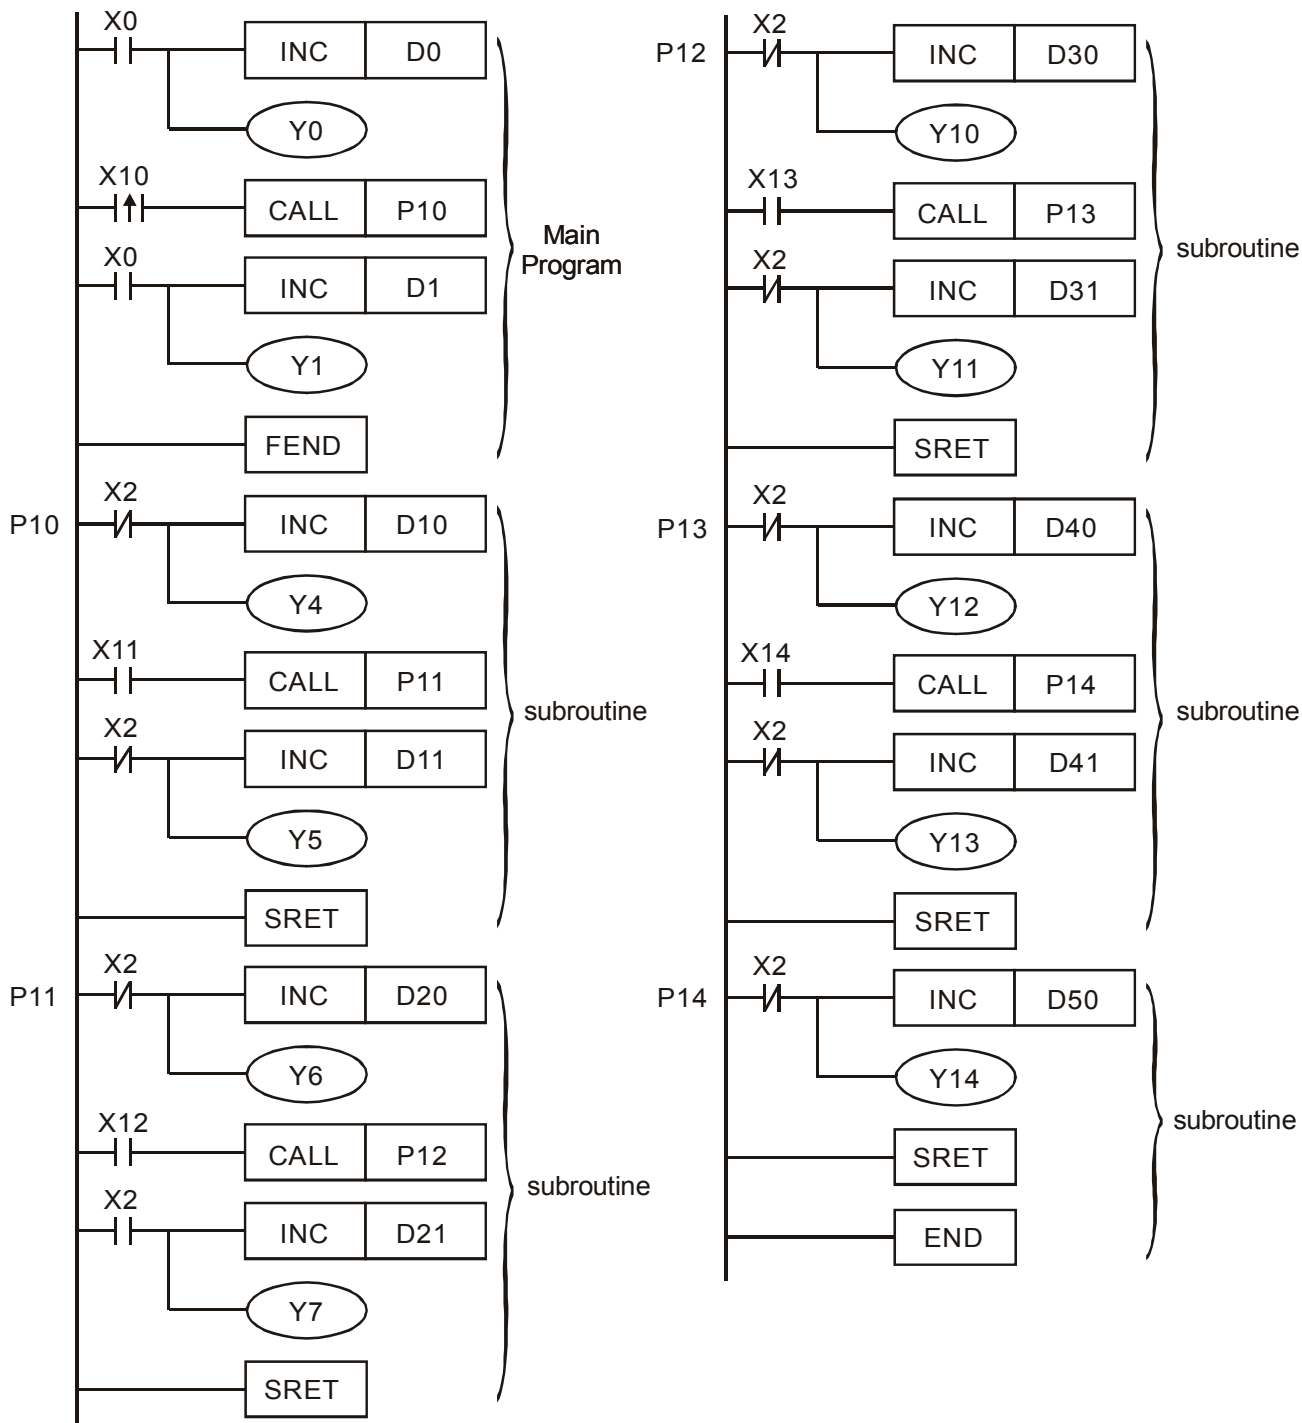 X0
INC D0
Y0
X10
CALL P10
X0
INC D1
Y1
FEND
Main
Program
X2
P10 INC D10
Y4
X11
CALL P11
X2
INC D11
Y5
SRET
subroutine
X2
P11 INC D20
Y6
X12
CALL P12
X2
INC D21
Y7
SRET
subroutine
X2
P12 INC D30
Y10
X13
CALL P13
X2
INC D31
Y11
SRET
subroutine
X2
P13 INC D40
Y12
X14
CALL P14
X2
INC D41
Y13
SRET
subroutine
X2
P14 INC D50
Y14
SRET
END
subroutine